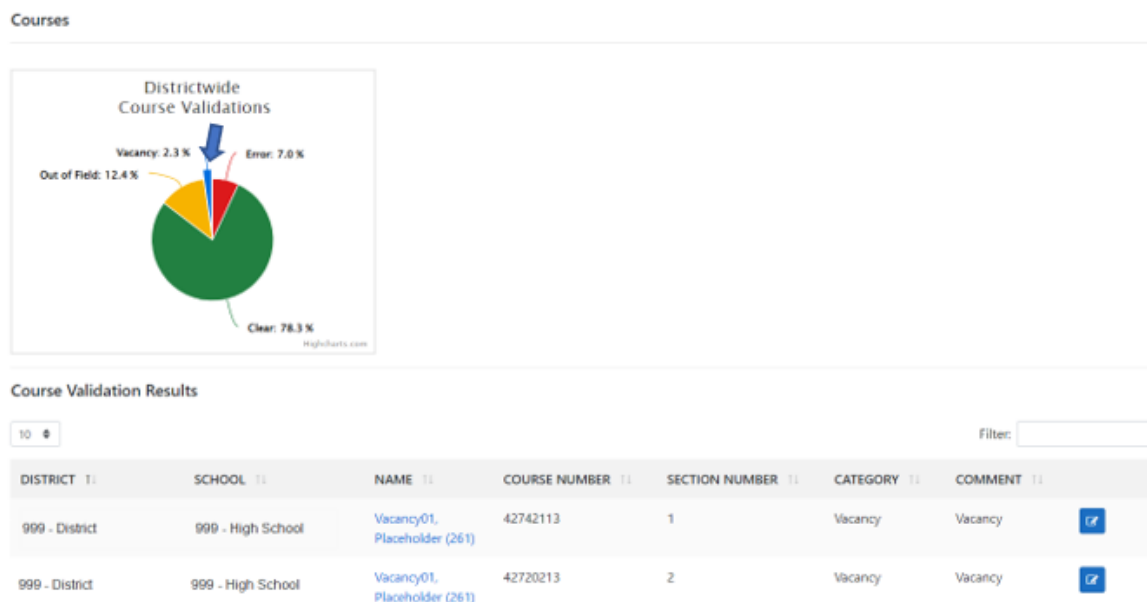 Courses
Districtwide
Course Validations
Vacancy: 2.3 %
Error: 7.0 %
Out of Field: 12.4 %
Clear: 78.3 %
Highcharts.com
Course Validation Results
10
Filter:
DISTRICT SCHOOL NAME COURSE NUMBER SECTION NUMBER CATEGORY COMMENT
999 - District 999 - High School Vacancy01, 42742113 1 Vacancy Vacancy
Placeholder (261)
999 - District 999 - High School Vacancy01, 42720213 2 Vacancy Vacancy
Placeholder (261)